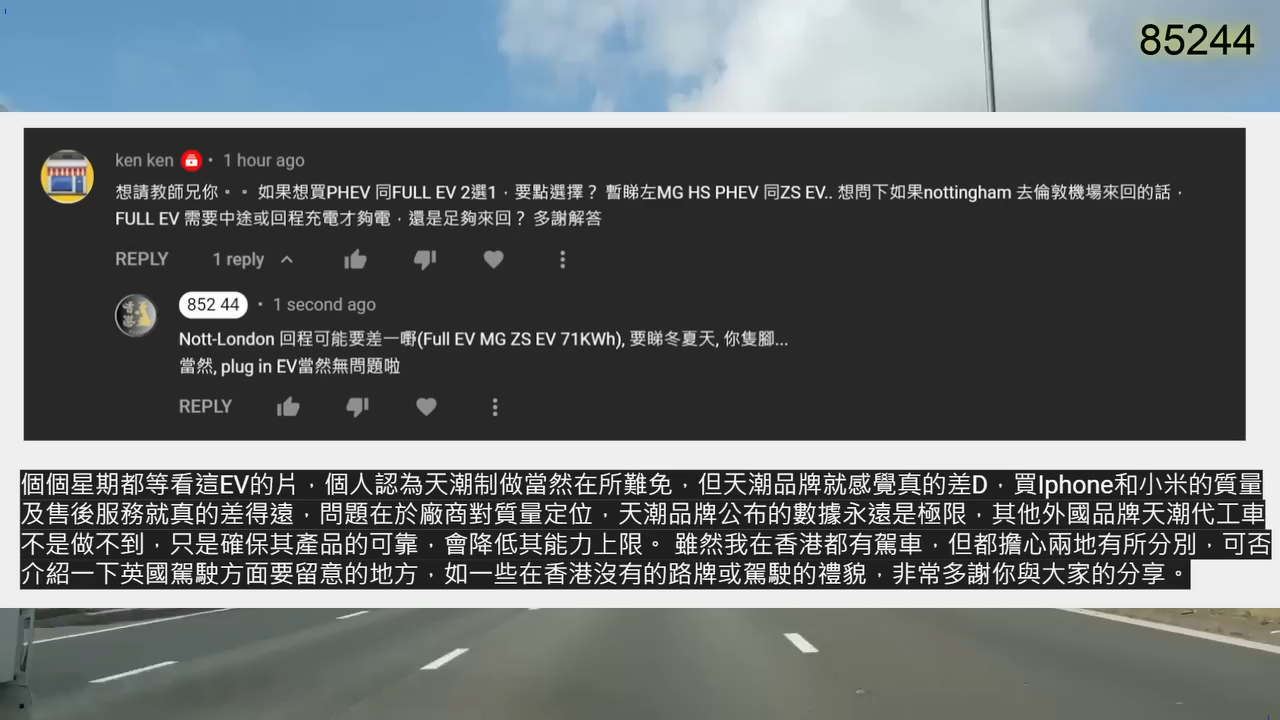 85244
ken ken • 1 hour ago
想請教師兄你。。 如果想買PHEV 同FULL EV 2選1，要點選擇？ 暫睇左MG HS PHEV 同ZS EV.. 想問下如果nottingham 去倫敦機場來回的話，
FULL EV 需要中途或回程充電才夠電，還是足夠來回？ 多謝解答
REPLY 1 reply
852 44 • 1 second ago
Nott-London 回程可能要差一嘢(Full EV MG ZS EV 71KWh), 要睇冬夏天, 你隻腳...
當然, plug in EV當然無問題啦
REPLY
個個星期都等看這EV的片，個人認為天潮制做當然在所難免，但天潮品牌就感覺真的差D，買Iphone和小米的質量
及售後服務就真的差得遠，問題在於廠商對質量定位，天潮品牌公布的數據永遠是極限，其他外國品牌天潮代工車
不是做不到，只是確保其產品的可靠，會降低其能力上限。 雖然我在香港都有駕車，但都擔心兩地有所分別，可否
介紹一下英國駕駛方面要留意的地方，如一些在香港沒有的路牌或駕駛的禮貌，非常多謝你與大家的分享。